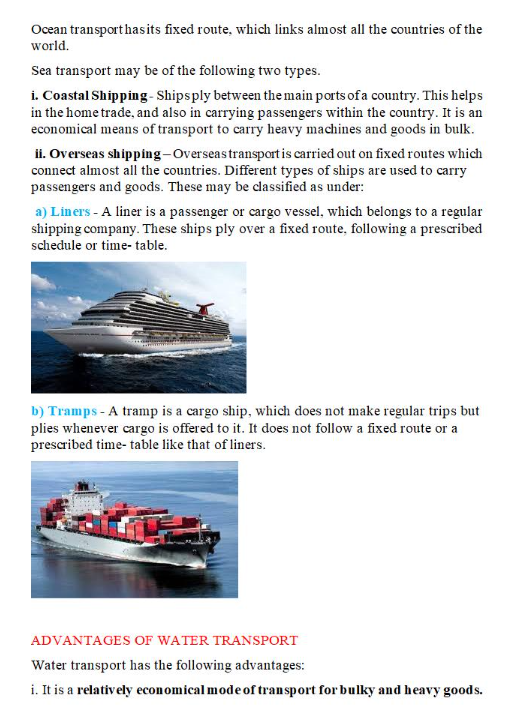 Ocean transport has its fixed route, which links almost all the countries of the
world.
Sea transport may be of the following two types.
i. Coastal Shipping- Ships ply between the main ports of a country. This helps
in the home trade, and also in carrying passengers within the country. It is an
economical means of transport to carry heavy machines and goods in bulk.
ii. Overseas shipping – Overseas transport is carried out on fixed routes which
connect almost all the countries. Different types of ships are used to carry
passengers and goods. These may be classified as under:
a) Liners - A liner is a passenger or cargo vessel, which belongs to a regular
shipping company. These ships ply over a fixed route, following a prescribed
schedule or time- table.
b) Tramps - A tramp is a cargo ship, which does not make regular trips but
plies whenever cargo is offered to it. It does not follow a fixed route or a
prescribed time- table like that of liners.
ADVANTAGES OF WATER TRANSPORT
Water transport has the following advantages:
i. It is a relatively economical mode of transport for bulky and heavy goods.